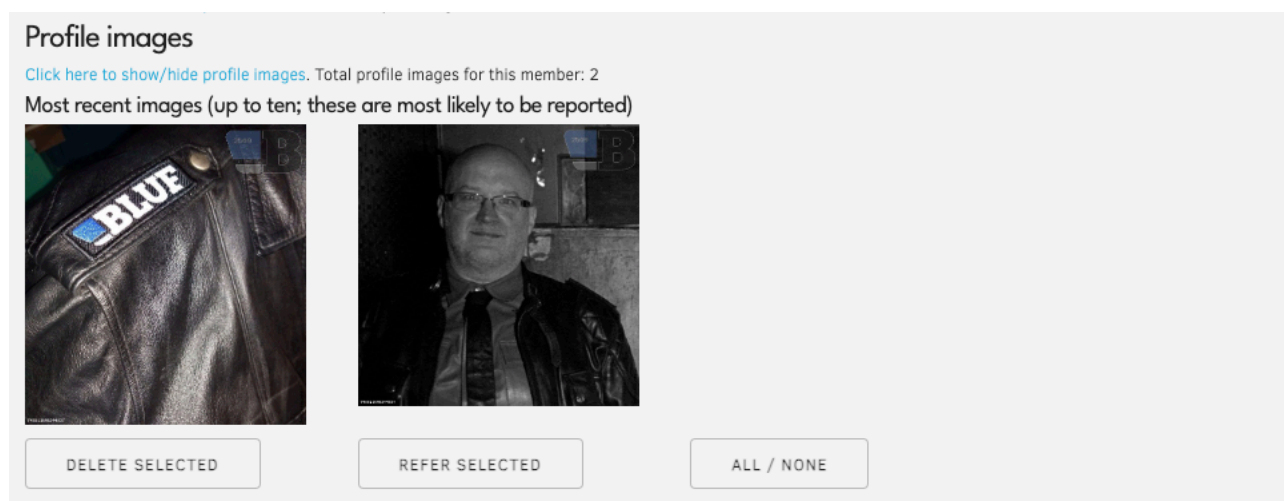 Profile images
Click here to show/hide profile images. Total profile images for this member: 2
Most recent images (up to ten; these are most likely to be reported)
BLUF
B
B
DELETE SELECTED
REFER SELECTED
ALL / NONE